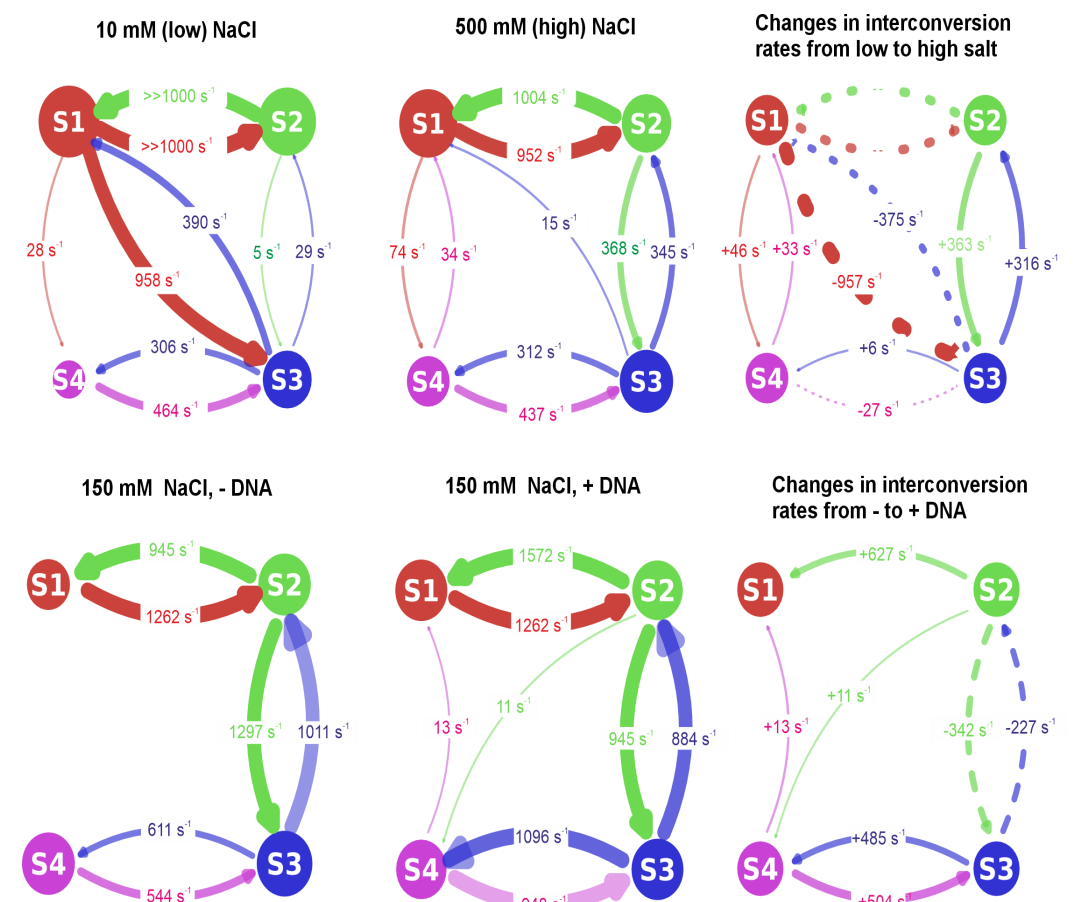 10 mM (low) NaCl
S1
>>1000 s⁻¹
S2
>>1000 s⁻¹
390 s⁻¹
28 s⁻¹
5 s⁻¹
29 s⁻¹
958 s⁻¹
306 s⁻¹
S4
S3
464 s⁻¹
500 mM (high) NaCl
S1
1004 s⁻¹
S2
952 s⁻¹
15 s⁻¹
74 s⁻¹
34 s⁻¹
368 s⁻¹
345 s⁻¹
312 s⁻¹
S4
S3
437 s⁻¹
Changes in interconversion
rates from low to high salt
--
S1
S2
--
-375 s⁻¹
+46 s⁻¹
+33 s⁻¹
+363 s⁻¹
+316 s⁻¹
-957 s⁻¹
+6 s⁻¹
S4
S3
-27 s⁻¹
150 mM NaCl, - DNA
945 s⁻¹
S1
S2
1262 s⁻¹
1297 s⁻¹
1011 s⁻¹
611 s⁻¹
S4
S3
544 s⁻¹
150 mM NaCl, + DNA
1572 s⁻¹
S1
S2
1262 s⁻¹
11 s⁻¹
13 s⁻¹
945 s⁻¹
884 s⁻¹
1096 s⁻¹
S4
S3
Changes in interconversion
rates from - to + DNA
+627 s⁻¹
S1
S2
+11 s⁻¹
+13 s⁻¹
-342 s⁻¹
-227 s⁻¹
+485 s⁻¹
S4
S3
+504 s⁻¹